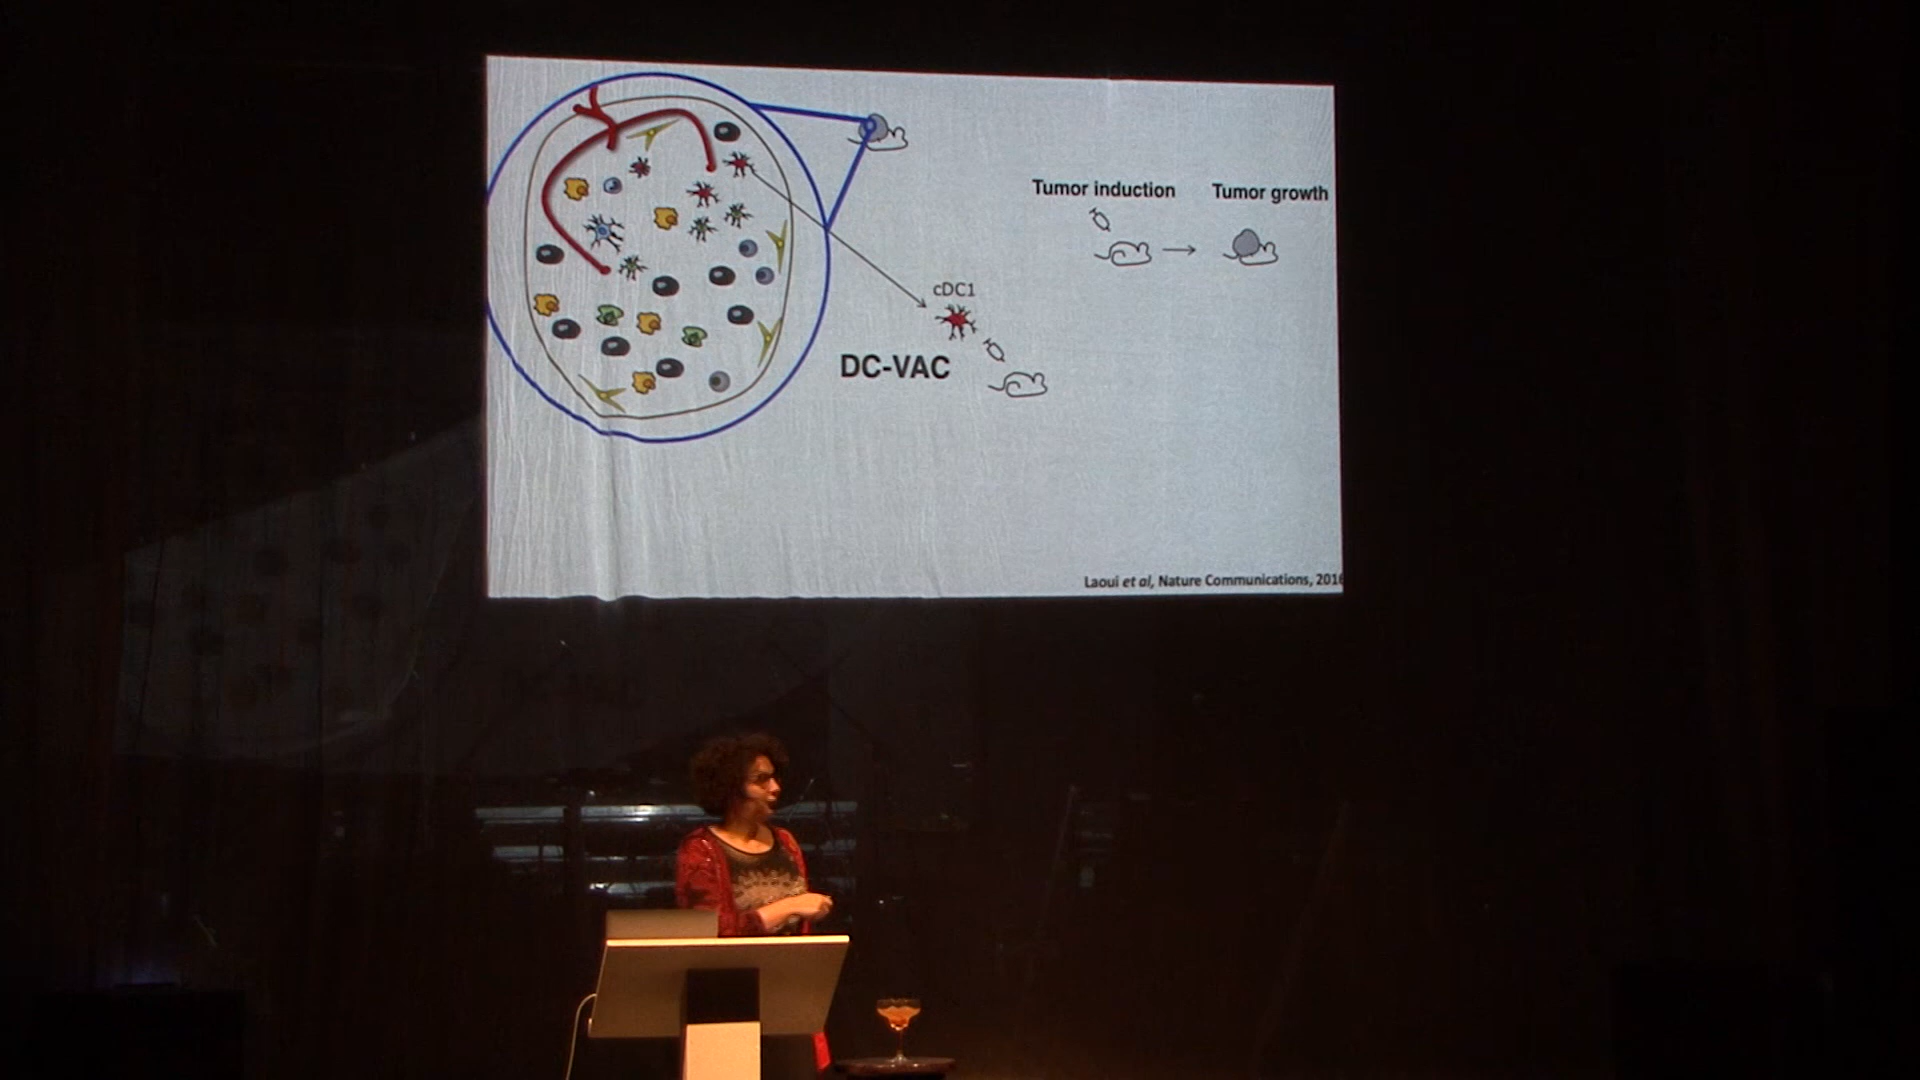 Tumor induction
Tumor growth
cDC1
DC-VAC
Laoui et al, Nature Communications, 2016